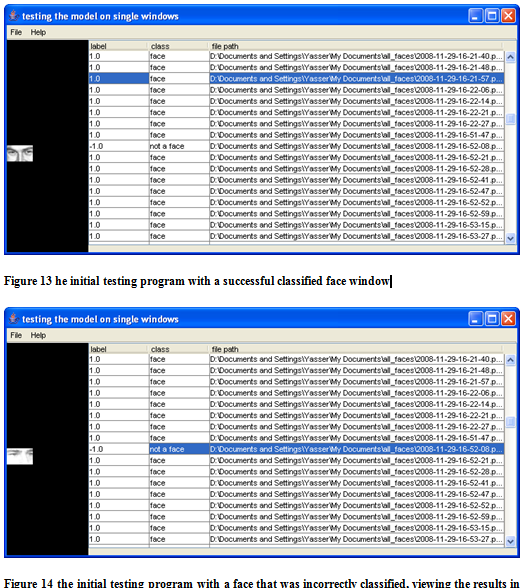 testing the model on single windows
File Help
label class file path
1.0 face D:\Documents and Settings\Yasser\My Documents\all_faces\2008-11-29-16-21-40.p...
1.0 face D:\Documents and Settings\Yasser\My Documents\all_faces\2008-11-29-16-21-48.p...
1.0 face D:\Documents and Settings\Yasser\My Documents\all_faces\2008-11-29-16-21-57.p...
1.0 face D:\Documents and Settings\Yasser\My Documents\all_faces\2008-11-29-16-22-06.p...
1.0 face D:\Documents and Settings\Yasser\My Documents\all_faces\2008-11-29-16-22-14.p...
1.0 face D:\Documents and Settings\Yasser\My Documents\all_faces\2008-11-29-16-22-21.p...
1.0 face D:\Documents and Settings\Yasser\My Documents\all_faces\2008-11-29-16-22-27.p...
1.0 face D:\Documents and Settings\Yasser\My Documents\all_faces\2008-11-29-16-51-47.p...
-1.0 not a face D:\Documents and Settings\Yasser\My Documents\all_faces\2008-11-29-16-52-08.p...
1.0 face D:\Documents and Settings\Yasser\My Documents\all_faces\2008-11-29-16-52-21.p...
1.0 face D:\Documents and Settings\Yasser\My Documents\all_faces\2008-11-29-16-52-28.p...
1.0 face D:\Documents and Settings\Yasser\My Documents\all_faces\2008-11-29-16-52-41.p...
1.0 face D:\Documents and Settings\Yasser\My Documents\all_faces\2008-11-29-16-52-47.p...
1.0 face D:\Documents and Settings\Yasser\My Documents\all_faces\2008-11-29-16-52-52.p...
1.0 face D:\Documents and Settings\Yasser\My Documents\all_faces\2008-11-29-16-52-59.p...
1.0 face D:\Documents and Settings\Yasser\My Documents\all_faces\2008-11-29-16-53-15.p...
1.0 face D:\Documents and Settings\Yasser\My Documents\all_faces\2008-11-29-16-53-27.p...
Figure 13 he initial testing program with a successful classified face window
testing the model on single windows
File Help
label class file path
1.0 face D:\Documents and Settings\Yasser\My Documents\all_faces\2008-11-29-16-21-40.p...
1.0 face D:\Documents and Settings\Yasser\My Documents\all_faces\2008-11-29-16-21-48.p...
1.0 face D:\Documents and Settings\Yasser\My Documents\all_faces\2008-11-29-16-21-57.p...
1.0 face D:\Documents and Settings\Yasser\My Documents\all_faces\2008-11-29-16-22-06.p...
1.0 face D:\Documents and Settings\Yasser\My Documents\all_faces\2008-11-29-16-22-14.p...
1.0 face D:\Documents and Settings\Yasser\My Documents\all_faces\2008-11-29-16-22-21.p...
1.0 face D:\Documents and Settings\Yasser\My Documents\all_faces\2008-11-29-16-22-27.p...
1.0 face D:\Documents and Settings\Yasser\My Documents\all_faces\2008-11-29-16-51-47.p...
-1.0 not a face D:\Documents and Settings\Yasser\My Documents\all_faces\2008-11-29-16-52-08.p...
1.0 face D:\Documents and Settings\Yasser\My Documents\all_faces\2008-11-29-16-52-21.p...
1.0 face D:\Documents and Settings\Yasser\My Documents\all_faces\2008-11-29-16-52-28.p...
1.0 face D:\Documents and Settings\Yasser\My Documents\all_faces\2008-11-29-16-52-41.p...
1.0 face D:\Documents and Settings\Yasser\My Documents\all_faces\2008-11-29-16-52-47.p...
1.0 face D:\Documents and Settings\Yasser\My Documents\all_faces\2008-11-29-16-52-52.p...
1.0 face D:\Documents and Settings\Yasser\My Documents\all_faces\2008-11-29-16-52-59.p...
1.0 face D:\Documents and Settings\Yasser\My Documents\all_faces\2008-11-29-16-53-15.p...
1.0 face D:\Documents and Settings\Yasser\My Documents\all_faces\2008-11-29-16-53-27.p...
Figure 14 the initial testing program with a face that was incorrectly classified, viewing the results in